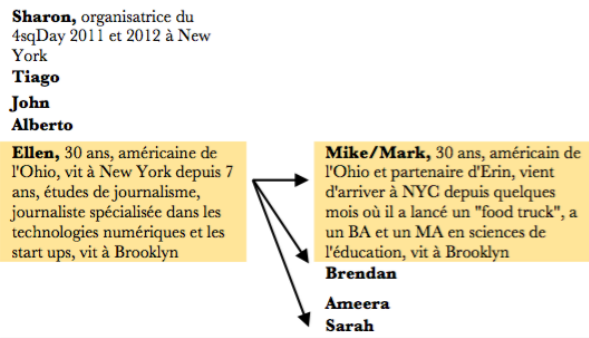 Sharon, organisatrice du
4sqDay 2011 et 2012 à New
York
Tiago
John
Alberto
Ellen, 30 ans, américaine de
l'Ohio, vit à New York depuis 7
ans, études de journalisme,
journaliste spécialisée dans les
technologies numériques et les
start ups, vit à Brooklyn
Mike/Mark, 30 ans, américain de
l'Ohio et partenaire d'Erin, vient
d'arriver à NYC depuis quelques
mois où il a lancé un "food truck", a
un BA et un MA en sciences de
l'éducation, vit à Brooklyn
Brendan
Ameera
Sarah